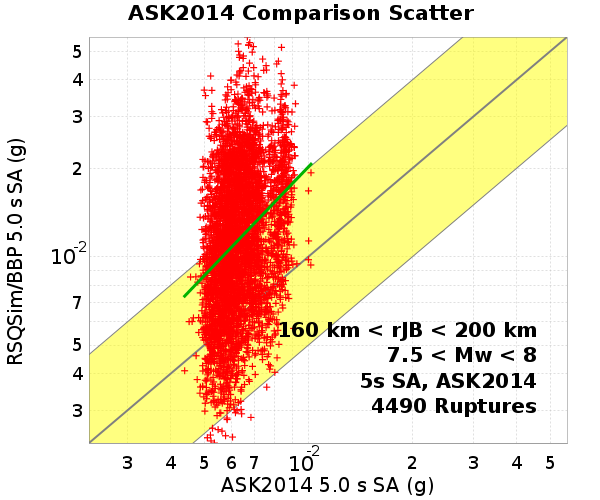 ASK2014 Comparison Scatter
RSQSim/BBP 5.0 s SA (g)
5
4
3
2
10-2
7
5
4
3
160 km < rJB < 200 km
7.5 < Mw < 8
5s SA, ASK2014
4490 Ruptures
3 4 5 6 7 10-2 2 3 4 5
ASK2014 5.0 s SA (g)